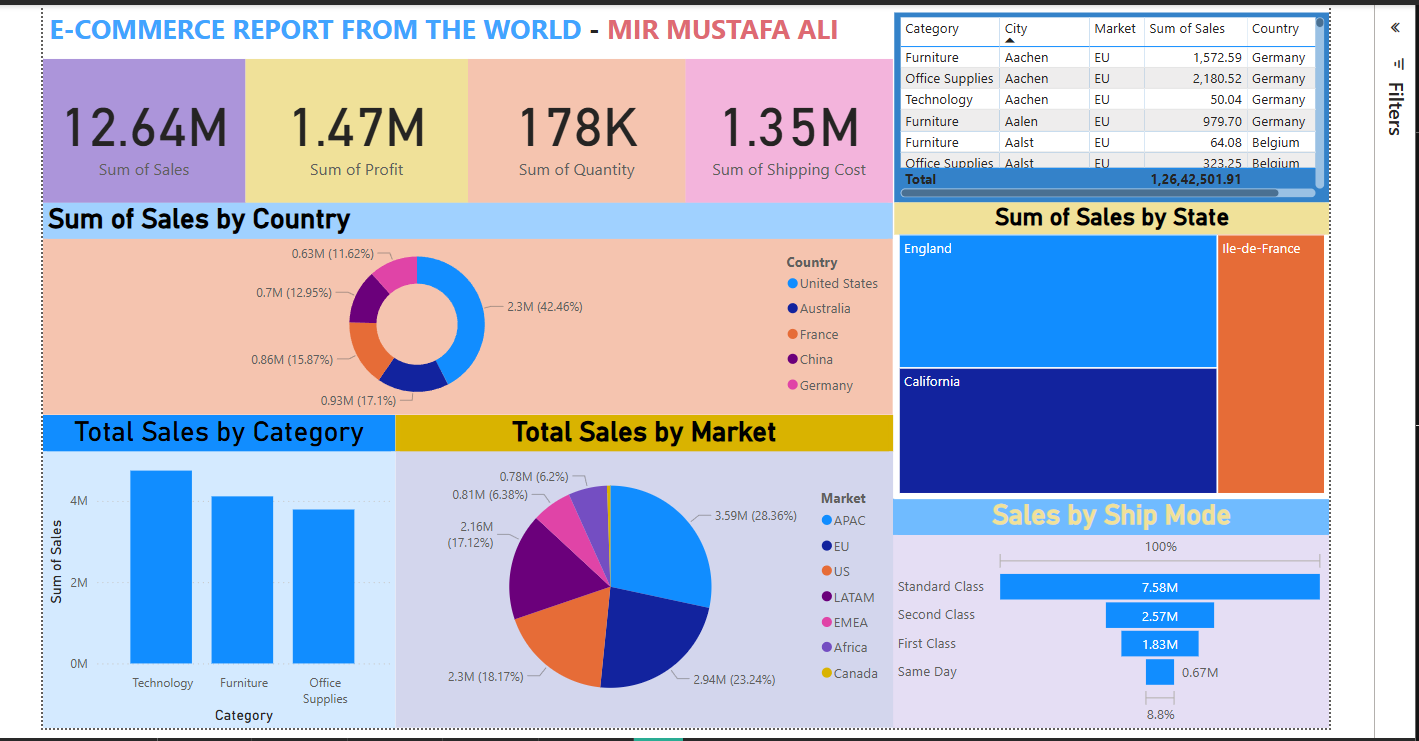 E-COMMERCE REPORT FROM THE WORLD - MIR MUSTAFA ALI
12.64M
Sum of Sales
1.47M
Sum of Profit
178K
Sum of Quantity
1.35M
Sum of Shipping Cost
Category City Market Sum of Sales Country
Furniture Aachen EU 1,572.59 Germany
Office Supplies Aachen EU 2,180.52 Germany
Technology Aachen EU 50.04 Germany
Furniture Aalen EU 979.70 Germany
Furniture Aalst EU 64.08 Belgium
Office Supplies Aalst EU 323.25 Belgium
Total 1,26,42,501.91
Filters
Sum of Sales by Country
0.63M (11.62%)
0.7M (12.95%)
2.3M (42.46%)
0.86M (15.87%)
0.93M (17.1%)
Country
United States
Australia
France
China
Germany
Sum of Sales by State
England
Ile-de-France
California
Total Sales by Category
Sum of Sales
4M
2M
0M
Technology
Furniture
Office
Supplies
Category
Total Sales by Market
0.78M (6.2%)
0.81M (6.38%)
2.16M
(17.12%)
3.59M (28.36%)
2.3M (18.17%)
2.94M (23.24%)
Market
APAC
EU
US
LATAM
EMEA
Africa
Canada
Sales by Ship Mode
100%
Standard Class 7.58M
Second Class 2.57M
First Class 1.83M
Same Day 0.67M
8.8%